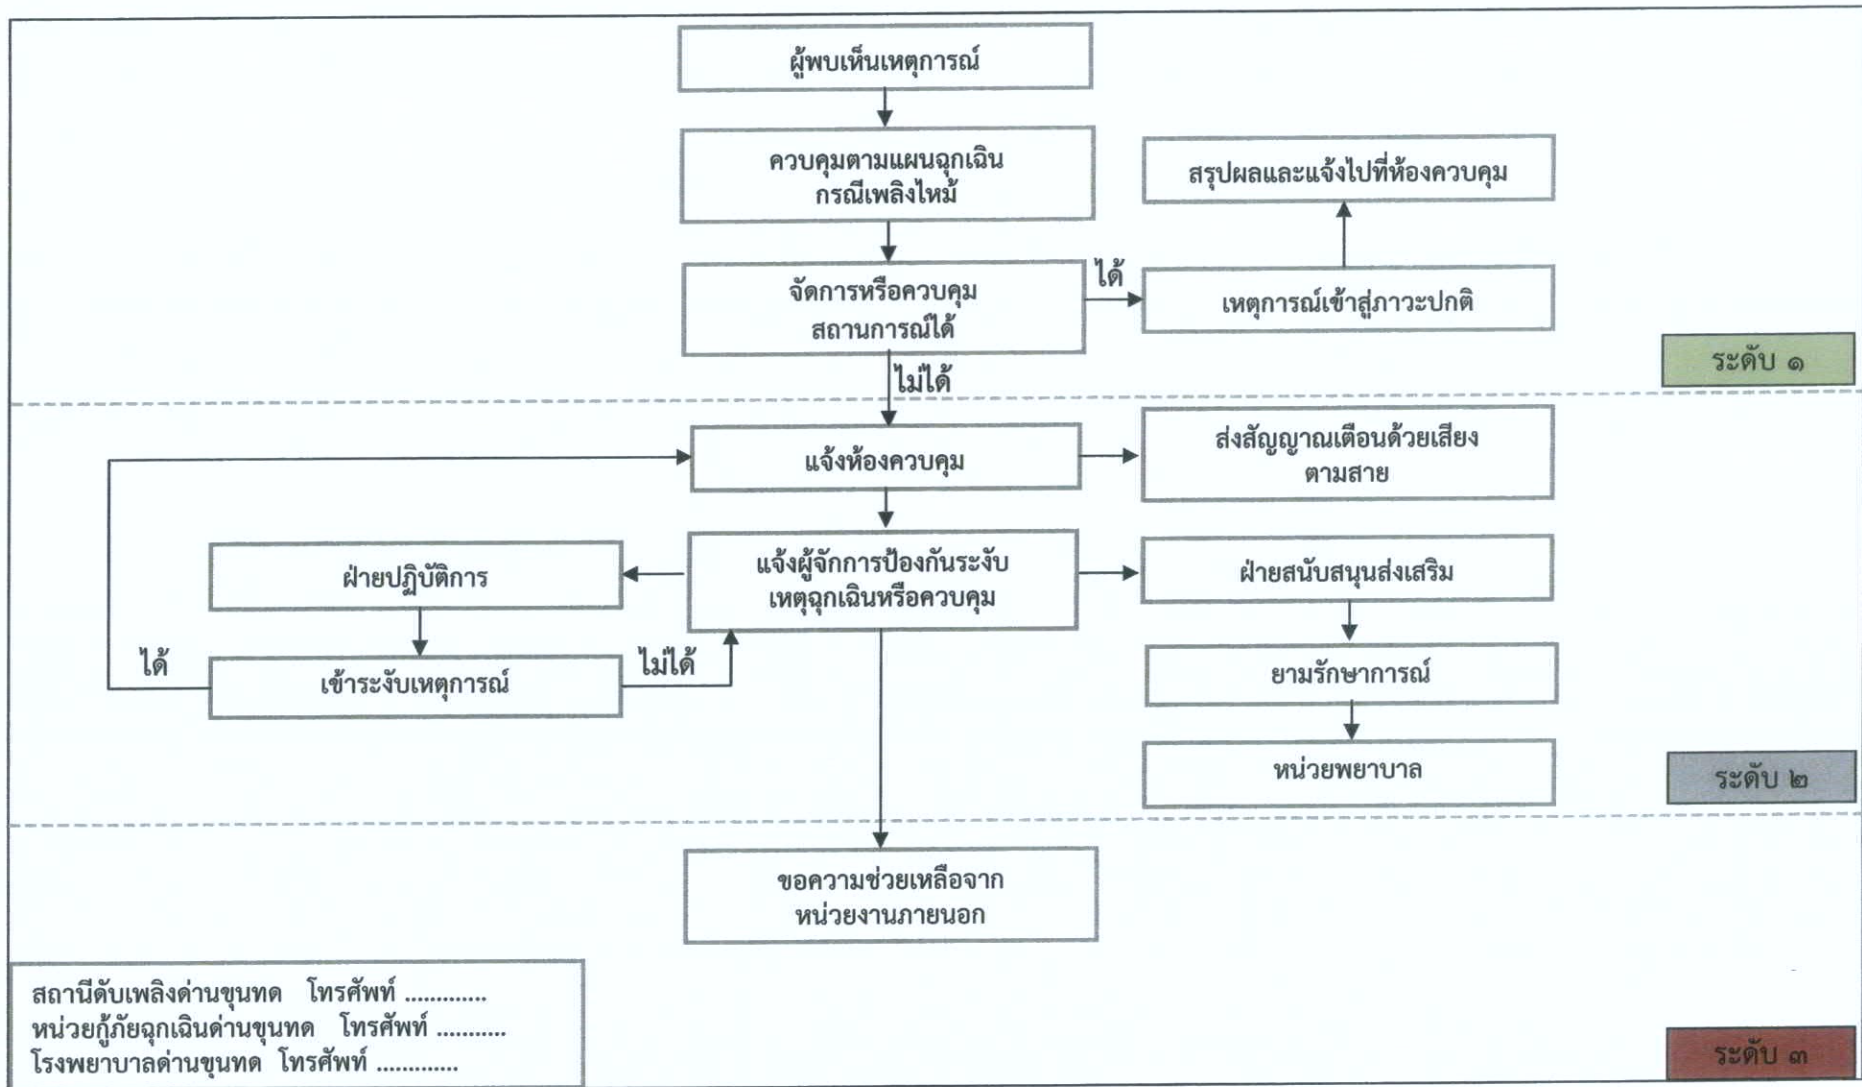 ผู้พบเห็นเหตุการณ์
ควบคุมตามแผนฉุกเฉิน
กรณีเพลิงไหม้
สรุปผลและแจ้งไปที่ห้องควบคุม
จัดการหรือควบคุม
สถานการณ์ได้
ได้
เหตุการณ์เข้าสู่ภาวะปกติ
ระดับ ๑
ไม่ได้
แจ้งห้องควบคุม
ส่งสัญญาณเตือนด้วยเสียง
ตามสาย
ฝ่ายปฏิบัติการ
แจ้งผู้จักการป้องกันระงับ
เหตุฉุกเฉินหรือควบคุม
ฝ่ายสนับสนุนส่งเสริม
ได้
เข้าระงับเหตุการณ์
ไม่ได้
ยามรักษาการณ์
หน่วยพยาบาล
ระดับ ๒
ขอความช่วยเหลือจาก
หน่วยงานภายนอก
สถานีดับเพลิงด่านขุนทด โทรศัพท์ .............
หน่วยกู้ภัยฉุกเฉินด่านขุนทด โทรศัพท์ ...........
โรงพยาบาลด่านขุนทด โทรศัพท์ .............
ระดับ ๓